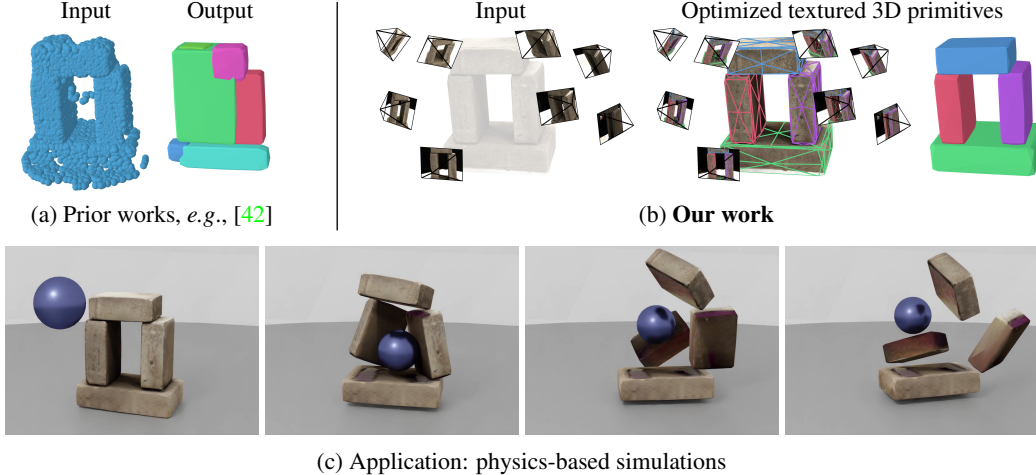 Input
Output
Input
Optimized textured 3D primitives
(a) Prior works, e.g., [42]
(b) Our work
(c) Application: physics-based simulations